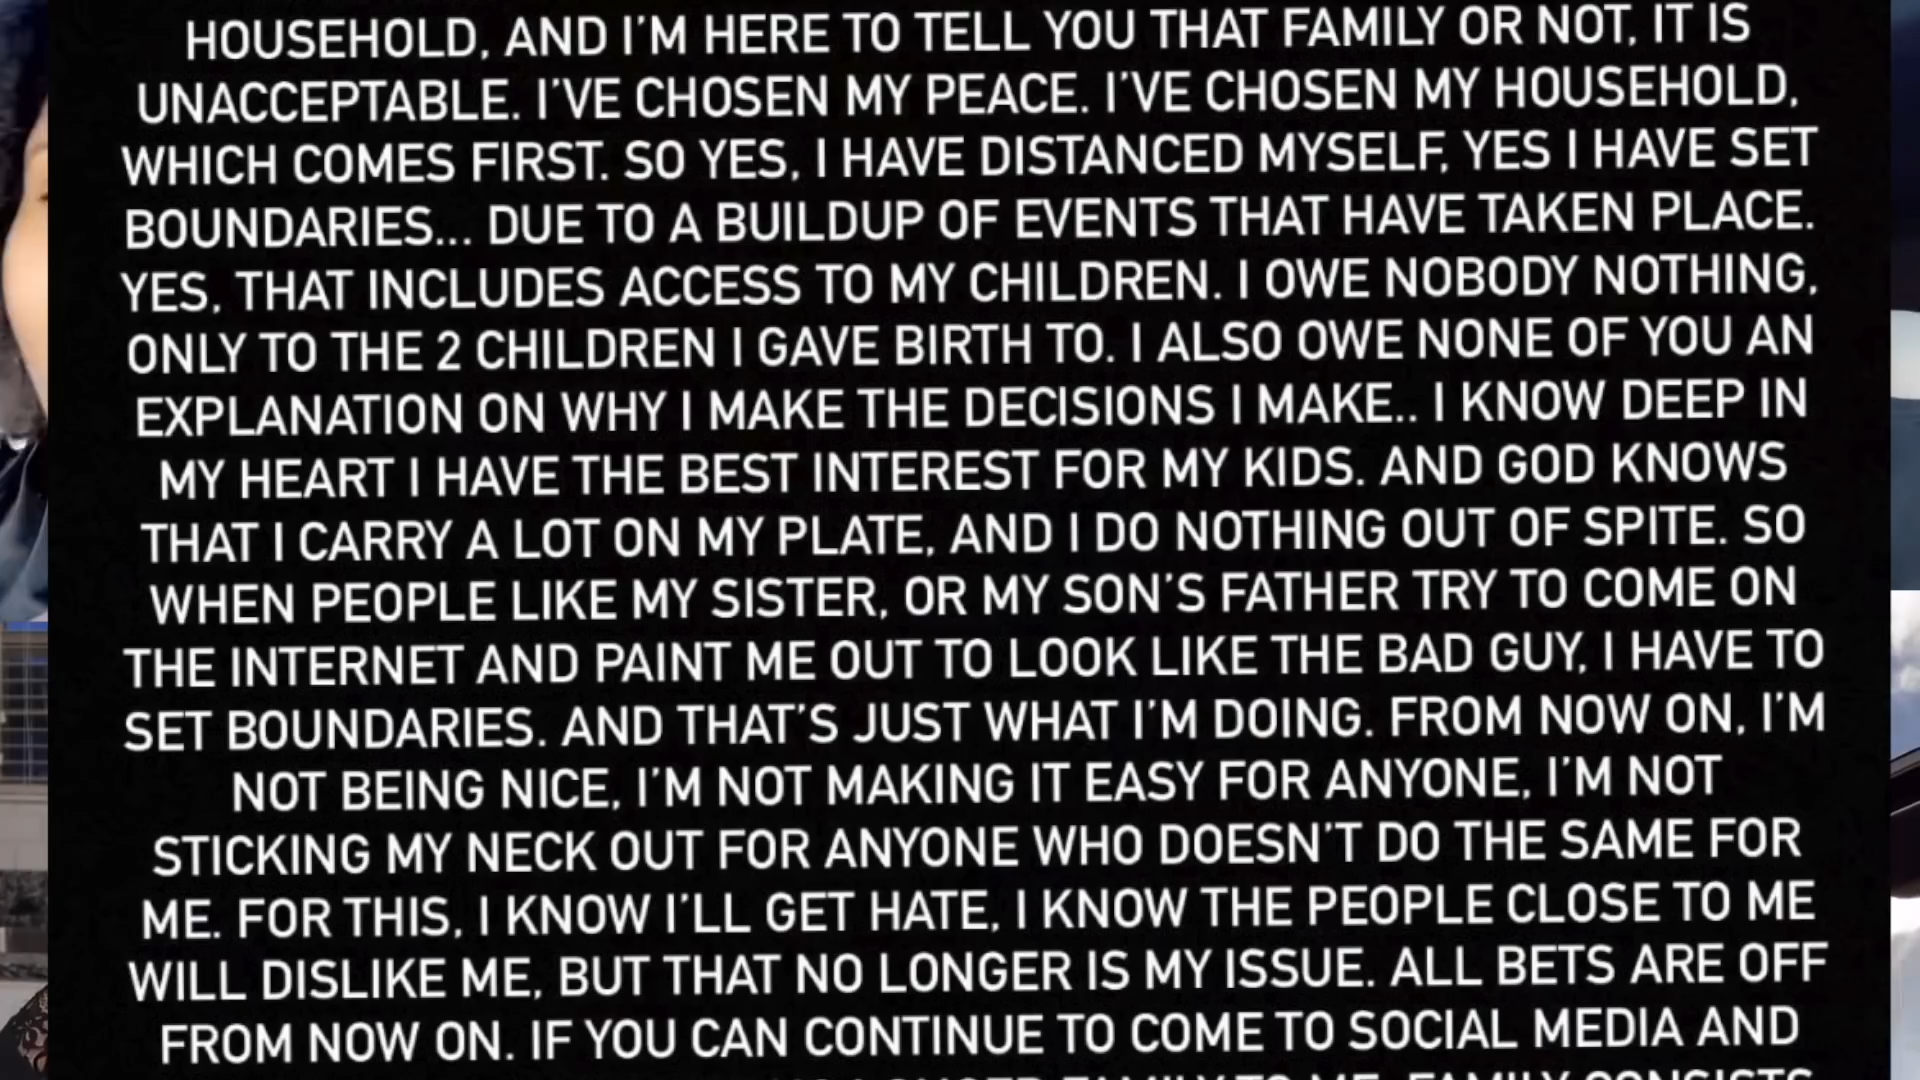 HOUSEHOLD, AND I'M HERE TO TELL YOU THAT FAMILY OR NOT, IT IS
UNACCEPTABLE. I'VE CHOSEN MY PEACE. I'VE CHOSEN MY HOUSEHOLD,
WHICH COMES FIRST. SO YES, I HAVE DISTANCED MYSELF, YES I HAVE SET
BOUNDARIES... DUE TO A BUILDUP OF EVENTS THAT HAVE TAKEN PLACE.
YES, THAT INCLUDES ACCESS TO MY CHILDREN. I OWE NOBODY NOTHING,
ONLY TO THE 2 CHILDREN I GAVE BIRTH TO. I ALSO OWE NONE OF YOU AN
EXPLANATION ON WHY I MAKE THE DECISIONS I MAKE.. I KNOW DEEP IN
MY HEART I HAVE THE BEST INTEREST FOR MY KIDS. AND GOD KNOWS
THAT I CARRY A LOT ON MY PLATE, AND I DO NOTHING OUT OF SPITE. SO
WHEN PEOPLE LIKE MY SISTER, OR MY SON'S FATHER TRY TO COME ON
THE INTERNET AND PAINT ME OUT TO LOOK LIKE THE BAD GUY, I HAVE TO
SET BOUNDARIES. AND THAT'S JUST WHAT I'M DOING. FROM NOW ON, I'M
NOT BEING NICE, I'M NOT MAKING IT EASY FOR ANYONE, I'M NOT
STICKING MY NECK OUT FOR ANYONE WHO DOESN'T DO THE SAME FOR
ME. FOR THIS, I KNOW I'LL GET HATE, I KNOW THE PEOPLE CLOSE TO ME
WILL DISLIKE ME, BUT THAT NO LONGER IS MY ISSUE. ALL BETS ARE OFF
FROM NOW ON. IF YOU CAN CONTINUE TO COME TO SOCIAL MEDIA AND
FAMILY TO ME. FAMILY CONSISTS